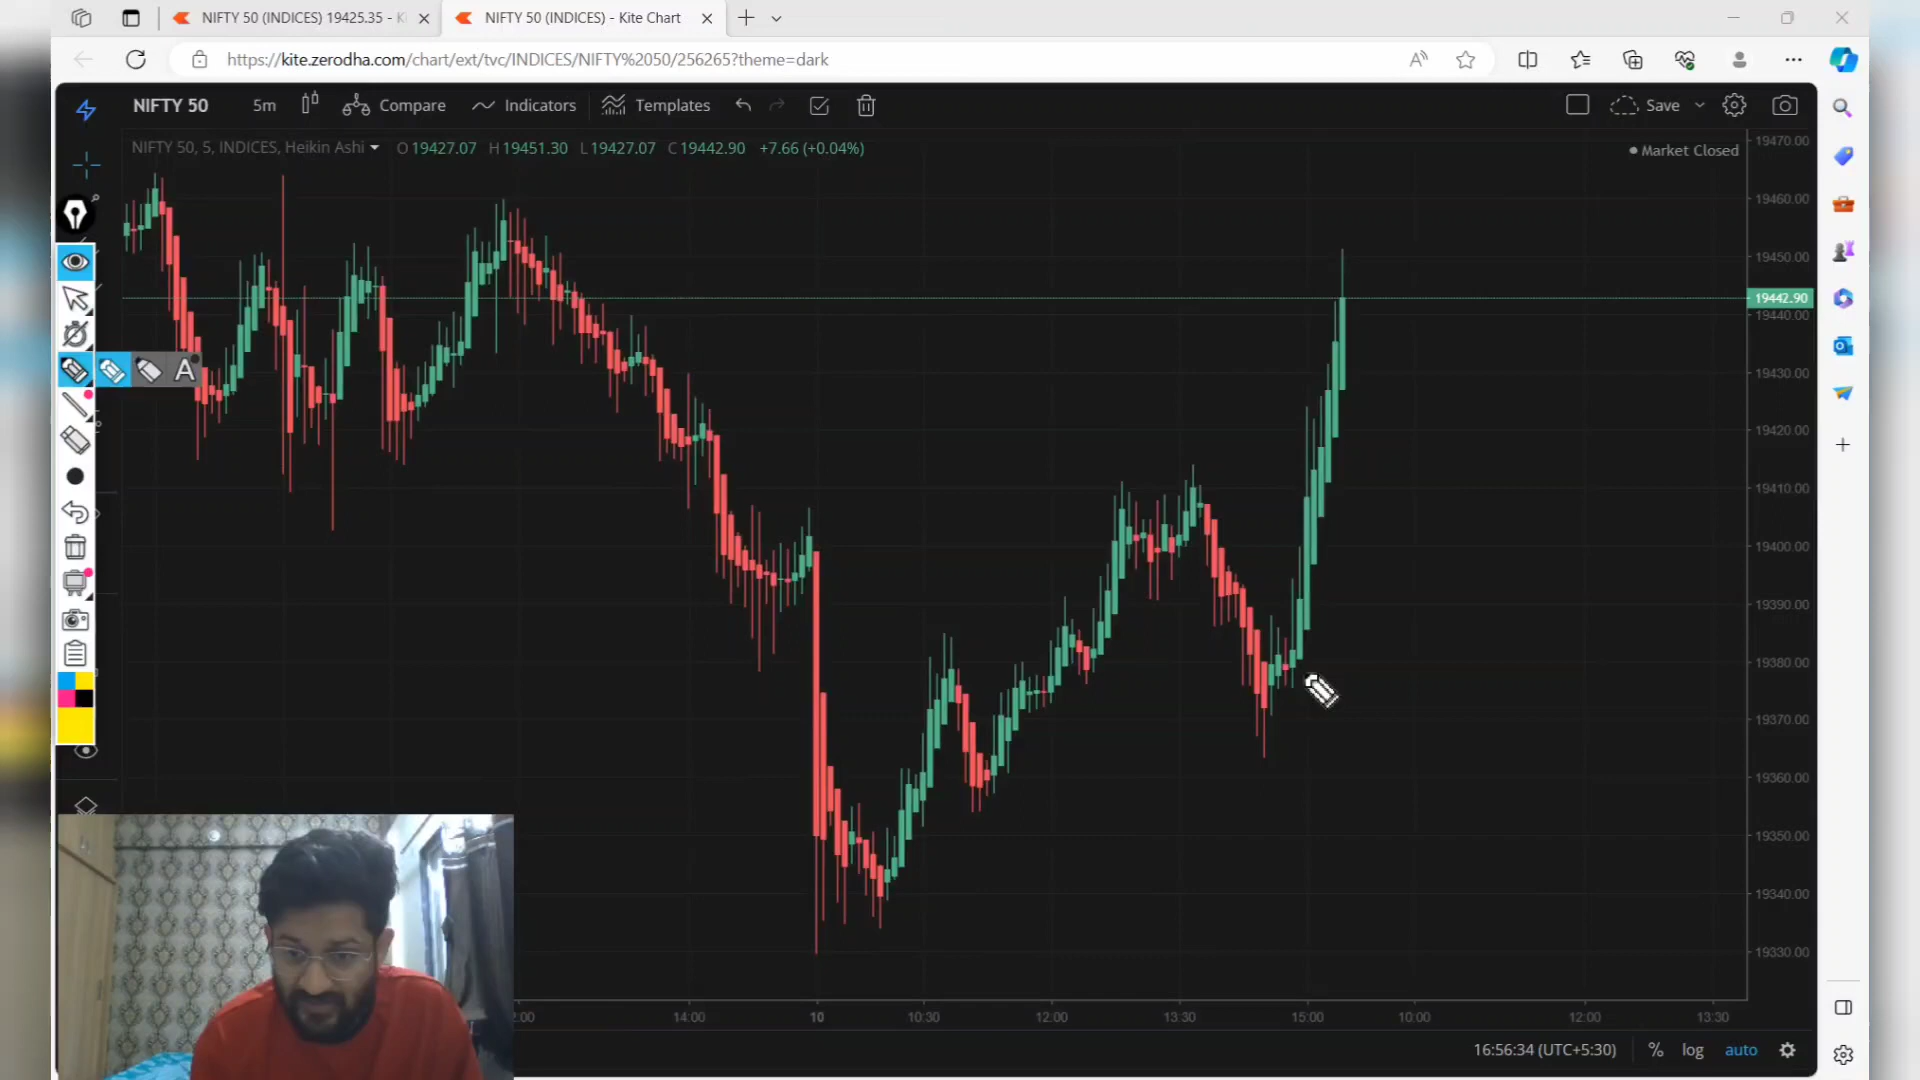 NIFTY 50 (INDICES) 19425.35 - K
NIFTY 50 (INDICES) - Kite Chart
https://kite.zerodha.com/chart/ext/tvc/INDICES/NIFTY%2050/256265?theme=dark
NIFTY 50 5m Compare Indicators Templates Save
NIFTY 50, 5, INDICES, Heikin Ashi O 19427.07 H 19451.30 L 19427.07 C 19442.90 +7.66 (+0.04%)
Market Closed
19470.00
19460.00
19450.00
19442.90
19440.00
19430.00
19420.00
19410.00
19400.00
19390.00
19380.00
19370.00
19360.00
19350.00
19340.00
19330.00
A
:00 14:00 10 10:30 12:00 13:30 15:00 10:00 12:00 13:30
16:56:34 (UTC+5:30) % log auto